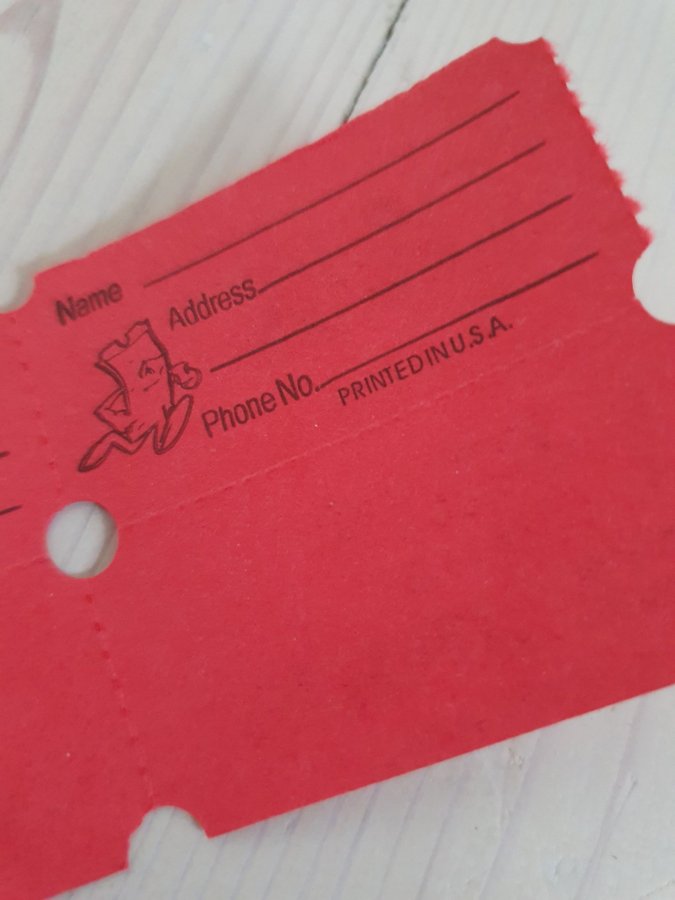 Name
Address
Phone No.
PRINTED IN U.S.A.